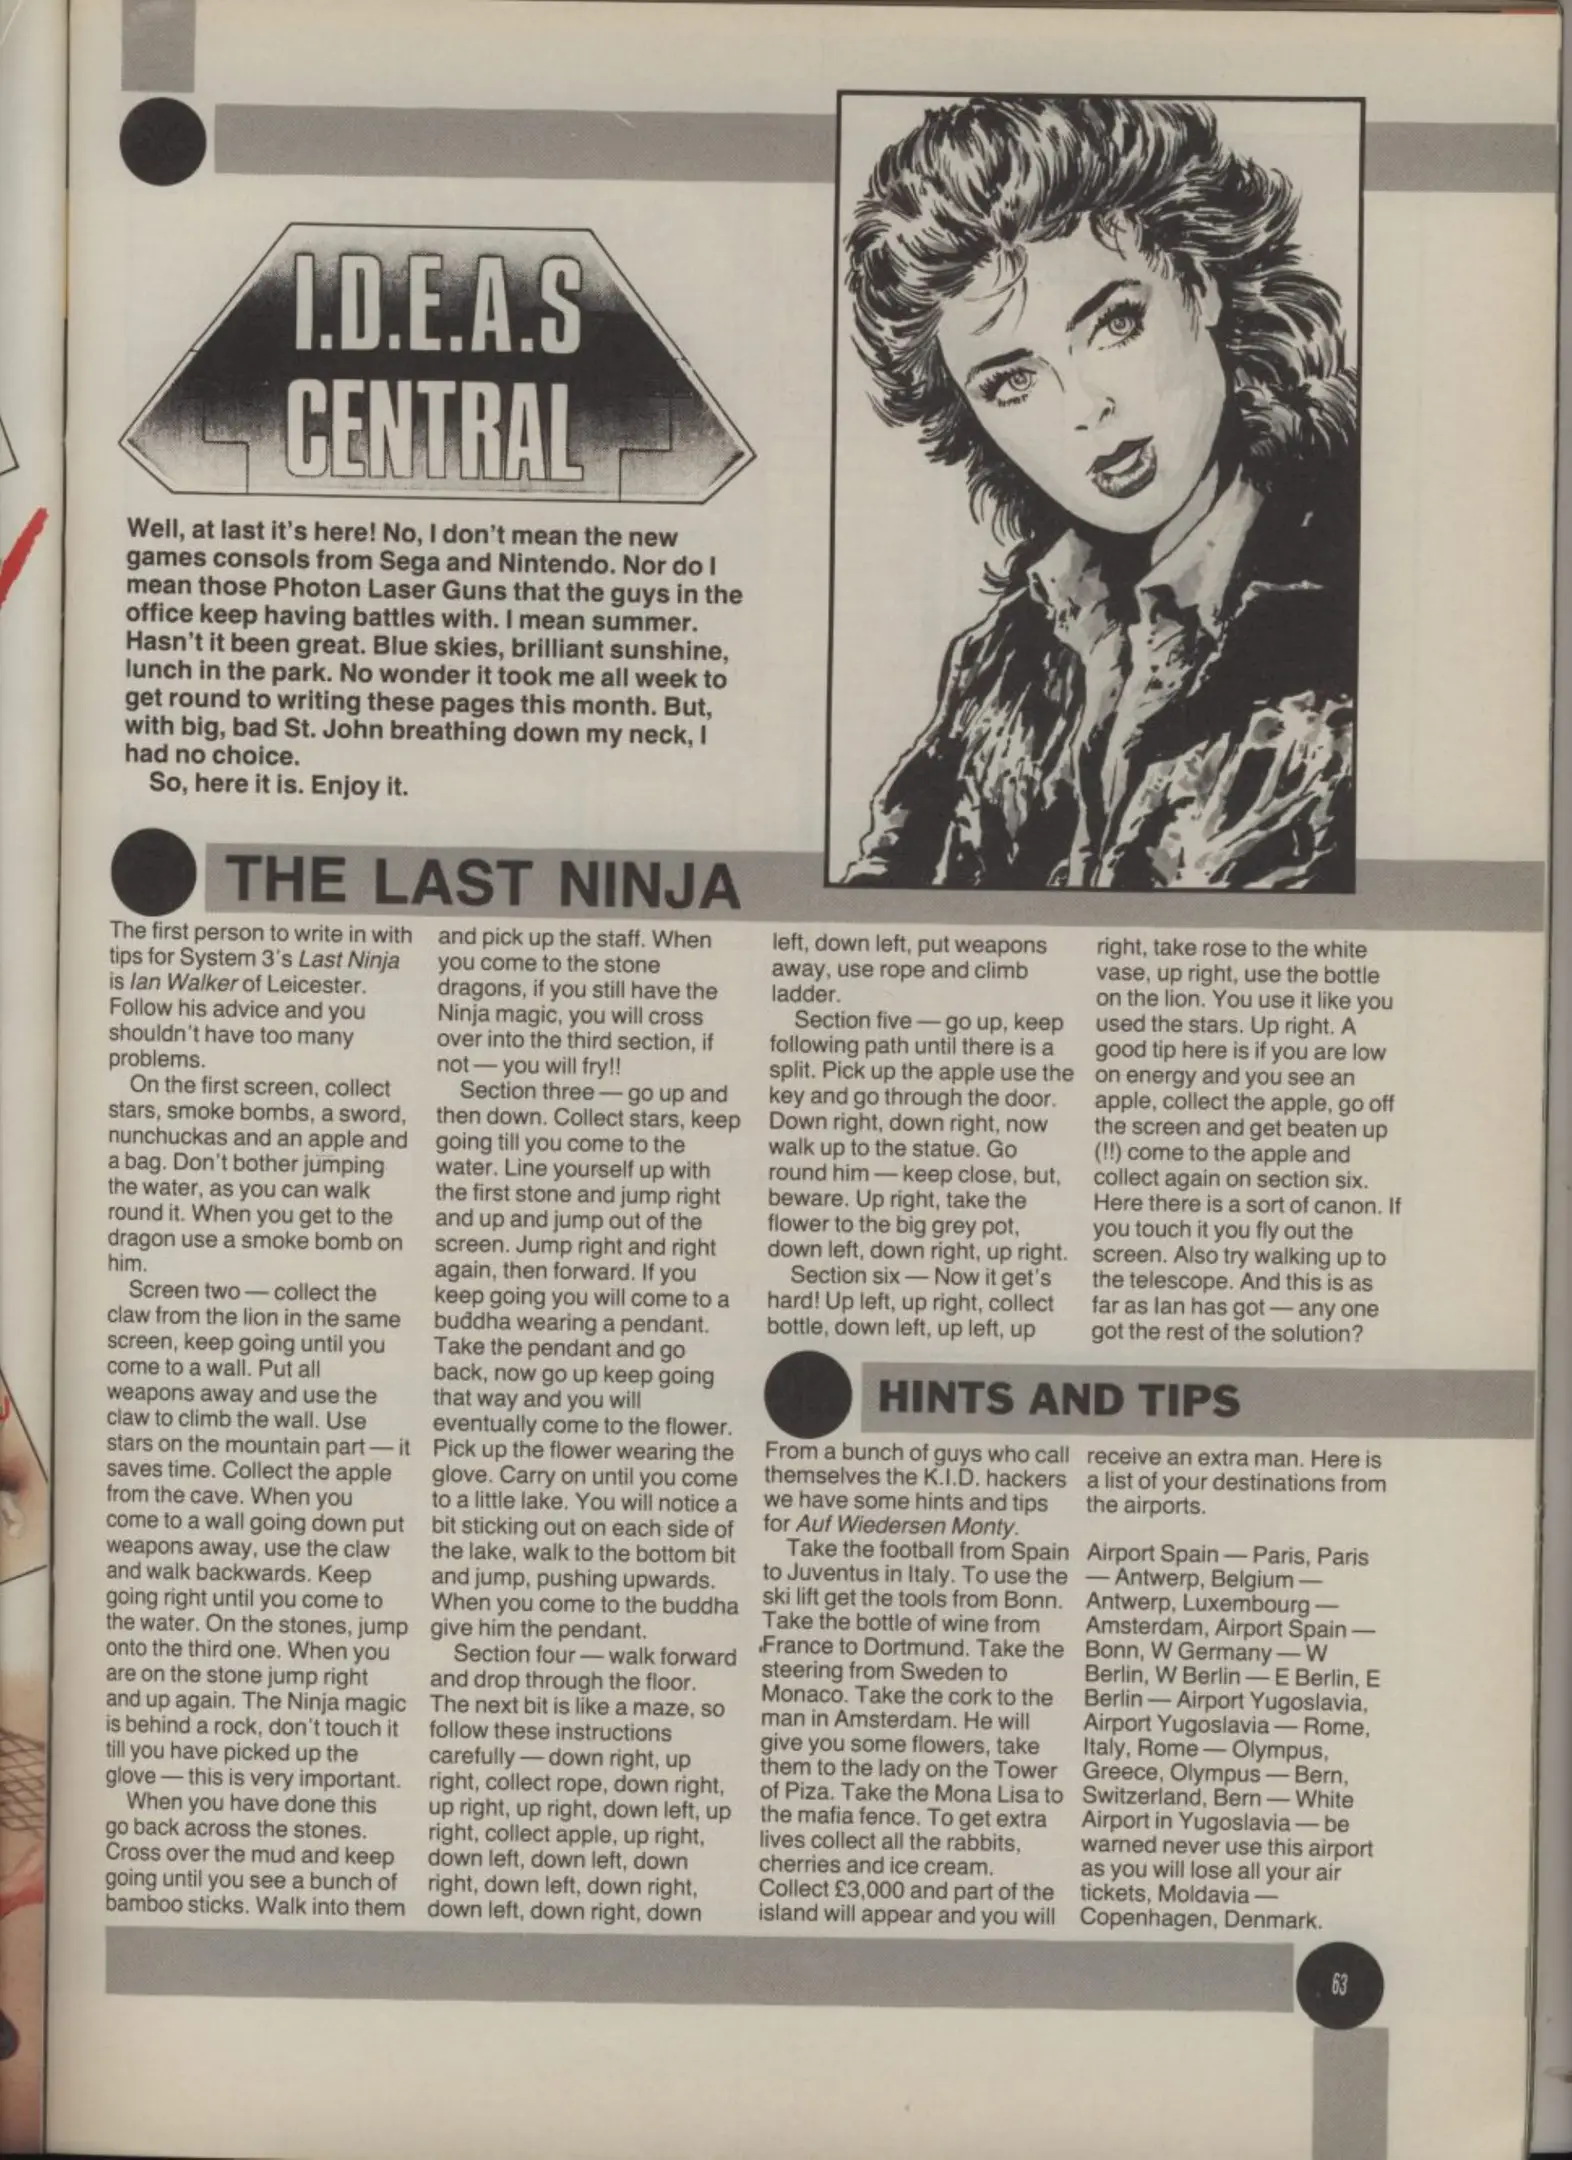 I.D.E.A.S
CENTRAL
Well, at last it's here! No, I don't mean the new
games consols from Sega and Nintendo. Nor do I
mean those Photon Laser Guns that the guys in the
office keep having battles with. I mean summer.
Hasn't it been great. Blue skies, brilliant sunshine,
lunch in the park. No wonder it took me all week to
get round to writing these pages this month. But,
with big, bad St. John breathing down my neck, I
had no choice.
So, here it is. Enjoy it.
THE LAST NINJA
The first person to write in with
tips for System 3's Last Ninja
is Ian Walker of Leicester.
Follow his advice and you
shouldn't have too many
problems.
On the first screen, collect
stars, smoke bombs, a sword,
nunchuckas and an apple and
a bag. Don't bother jumping
the water, as you can walk
round it. When you get to the
dragon use a smoke bomb on
him.
Screen two — collect the
claw from the lion in the same
screen, keep going until you
come to a wall. Put all
weapons away and use the
claw to climb the wall. Use
stars on the mountain part — it
saves time. Collect the apple
from the cave. When you
come to a wall going down put
weapons away, use the claw
and walk backwards. Keep
going right until you come to
the water. On the stones, jump
onto the third one. When you
are on the stone jump right
and up again. The Ninja magic
is behind a rock, don't touch it
till you have picked up the
glove — this is very important.
When you have done this
go back across the stones.
Cross over the mud and keep
going until you see a bunch of
bamboo sticks. Walk into them
and pick up the staff. When
you come to the stone
dragons, if you still have the
Ninja magic, you will cross
over into the third section, if
not — you will fry!!
Section three — go up and
then down. Collect stars, keep
going till you come to the
water. Line yourself up with
the first stone and jump right
and up and jump out of the
screen. Jump right and right
again, then forward. If you
keep going you will come to a
buddha wearing a pendant.
Take the pendant and go
back, now go up keep going
that way and you will
eventually come to the flower.
Pick up the flower wearing the
glove. Carry on until you come
to a little lake. You will notice a
bit sticking out on each side of
the lake, walk to the bottom bit
and jump, pushing upwards.
When you come to the buddha
give him the pendant.
Section four — walk forward
and drop through the floor.
The next bit is like a maze, so
follow these instructions
carefully — down right, up
right, collect rope, down right,
up right, up right, down left, up
right, collect apple, up right,
down left, down left, down
right, down left, down right,
down left, down right, down
left, down left, put weapons
away, use rope and climb
ladder.
Section five — go up, keep
following path until there is a
split. Pick up the apple use the
key and go through the door.
Down right, down right, now
walk up to the statue. Go
round him — keep close, but,
beware. Up right, take the
flower to the big grey pot,
down left, down right, up right.
Section six — Now it get's
hard! Up left, up right, collect
bottle, down left, up left, up
right, take rose to the white
vase, up right, use the bottle
on the lion. You use it like you
used the stars. Up right. A
good tip here is if you are low
on energy and you see an
apple, collect the apple, go off
the screen and get beaten up
(!!) come to the apple and
collect again on section six.
Here there is a sort of canon. If
you touch it you fly out the
screen. Also try walking up to
the telescope. And this is as
far as Ian has got — any one
got the rest of the solution?
HINTS AND TIPS
From a bunch of guys who call
themselves the K.I.D. hackers
we have some hints and tips
for Auf Wiedersen Monty.
Take the football from Spain
to Juventus in Italy. To use the
ski lift get the tools from Bonn.
Take the bottle of wine from
France to Dortmund. Take the
steering from Sweden to
Monaco. Take the cork to the
man in Amsterdam. He will
give you some flowers, take
them to the lady on the Tower
of Piza. Take the Mona Lisa to
the mafia fence. To get extra
lives collect all the rabbits,
cherries and ice cream.
Collect £3,000 and part of the
island will appear and you will
receive an extra man. Here is
a list of your destinations from
the airports.
Airport Spain — Paris, Paris
— Antwerp, Belgium —
Antwerp, Luxembourg —
Amsterdam, Airport Spain —
Bonn, W Germany — W
Berlin, W Berlin — E Berlin, E
Berlin — Airport Yugoslavia,
Airport Yugoslavia — Rome,
Italy, Rome — Olympus,
Greece, Olympus — Bern,
Switzerland, Bern — White
Airport in Yugoslavia — be
warned never use this airport
as you will lose all your air
tickets, Moldavia —
Copenhagen, Denmark.
63